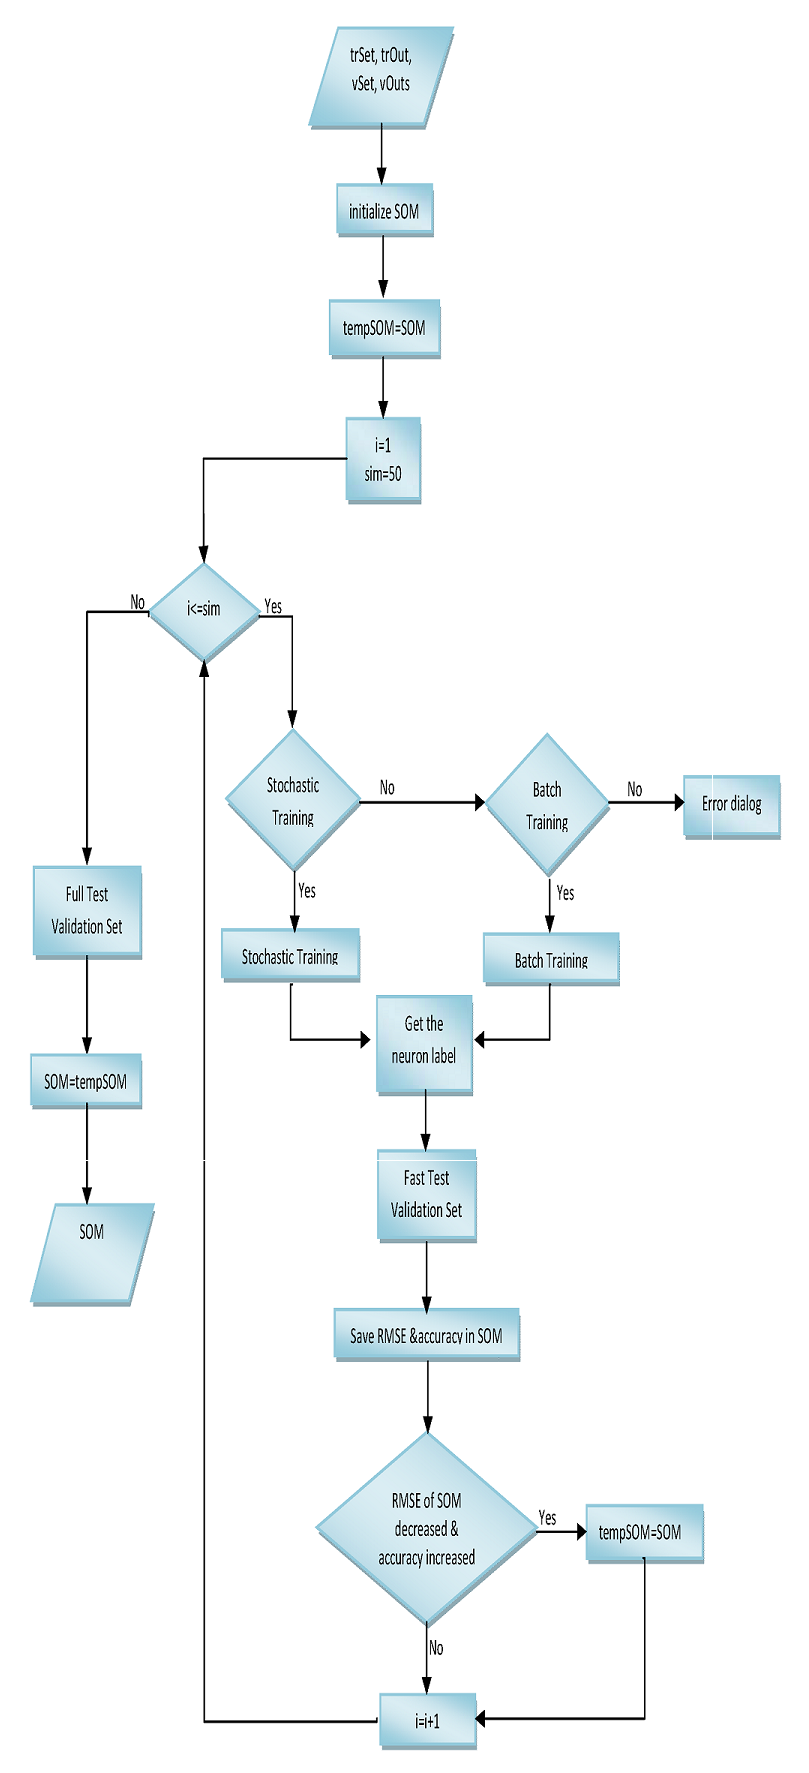 trSet, trOut,
vSet, vOuts
initialize SOM
tempSOM=SOM
i=1
sim=50
No
i<=sim
Yes
Stochastic
Training
No
Batch
Training
No
Error dialog
Yes
Yes
Full Test
Validation Set
Stochastic Training
Batch Training
Get the
neuron label
SOM=tempSOM
Fast Test
Validation Set
SOM
Save RMSE &accuracy in SOM
RMSE of SOM
decreased &
accuracy increased
Yes
tempSOM=SOM
No
i=i+1